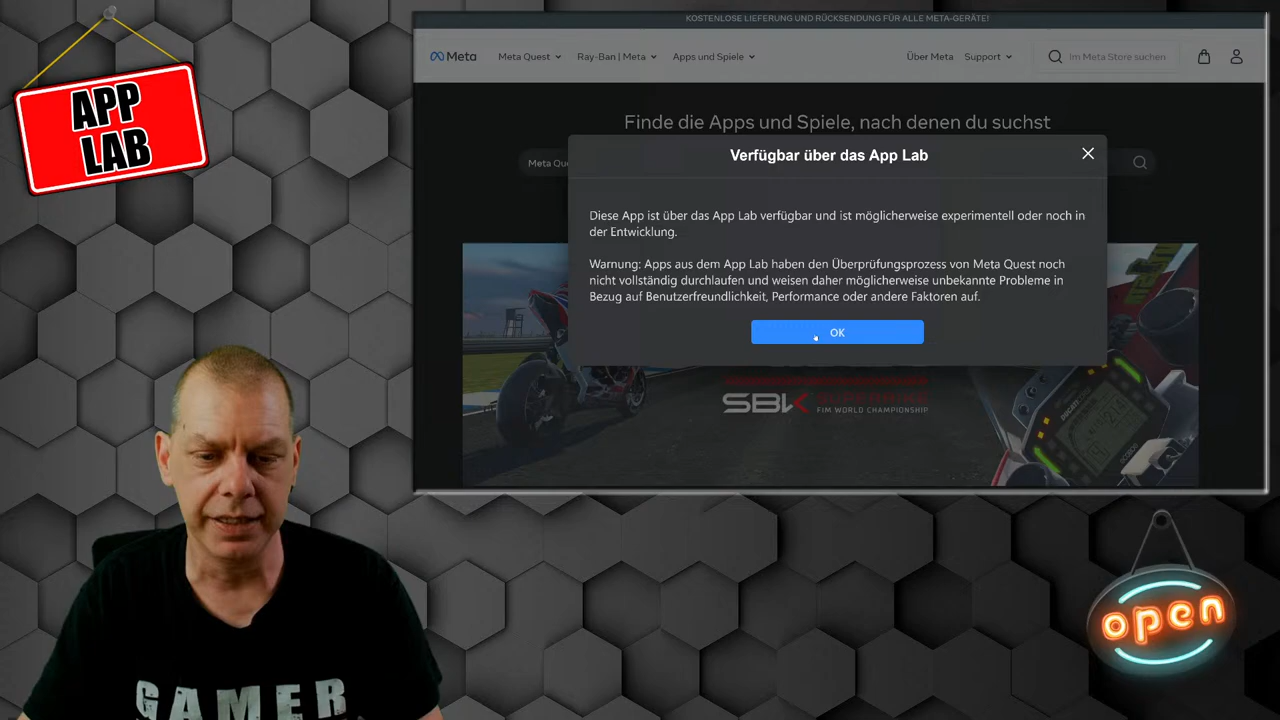 APP
LAB
KOSTENLOSE LIEFERUNG UND RÜCKSENDUNG FÜR ALLE META-GERÄTE!
Meta
Meta Quest
Ray-Ban | Meta
Apps und Spiele
Über Meta
Support
Im Meta Store suchen
Finde die Apps und Spiele, nach denen du suchst
Meta Qu
Verfügbar über das App Lab
Diese App ist über das App Lab verfügbar und ist möglicherweise experimentell oder noch in
der Entwicklung.
Warnung: Apps aus dem App Lab haben den Überprüfungsprozess von Meta Quest noch
nicht vollständig durchlaufen und weisen daher möglicherweise unbekannte Probleme in
Bezug auf Benutzerfreundlichkeit, Performance oder andere Faktoren auf.
OK
SBK SUPERBIKE
FIM WORLD CHAMPIONSHIP
open
GAMER